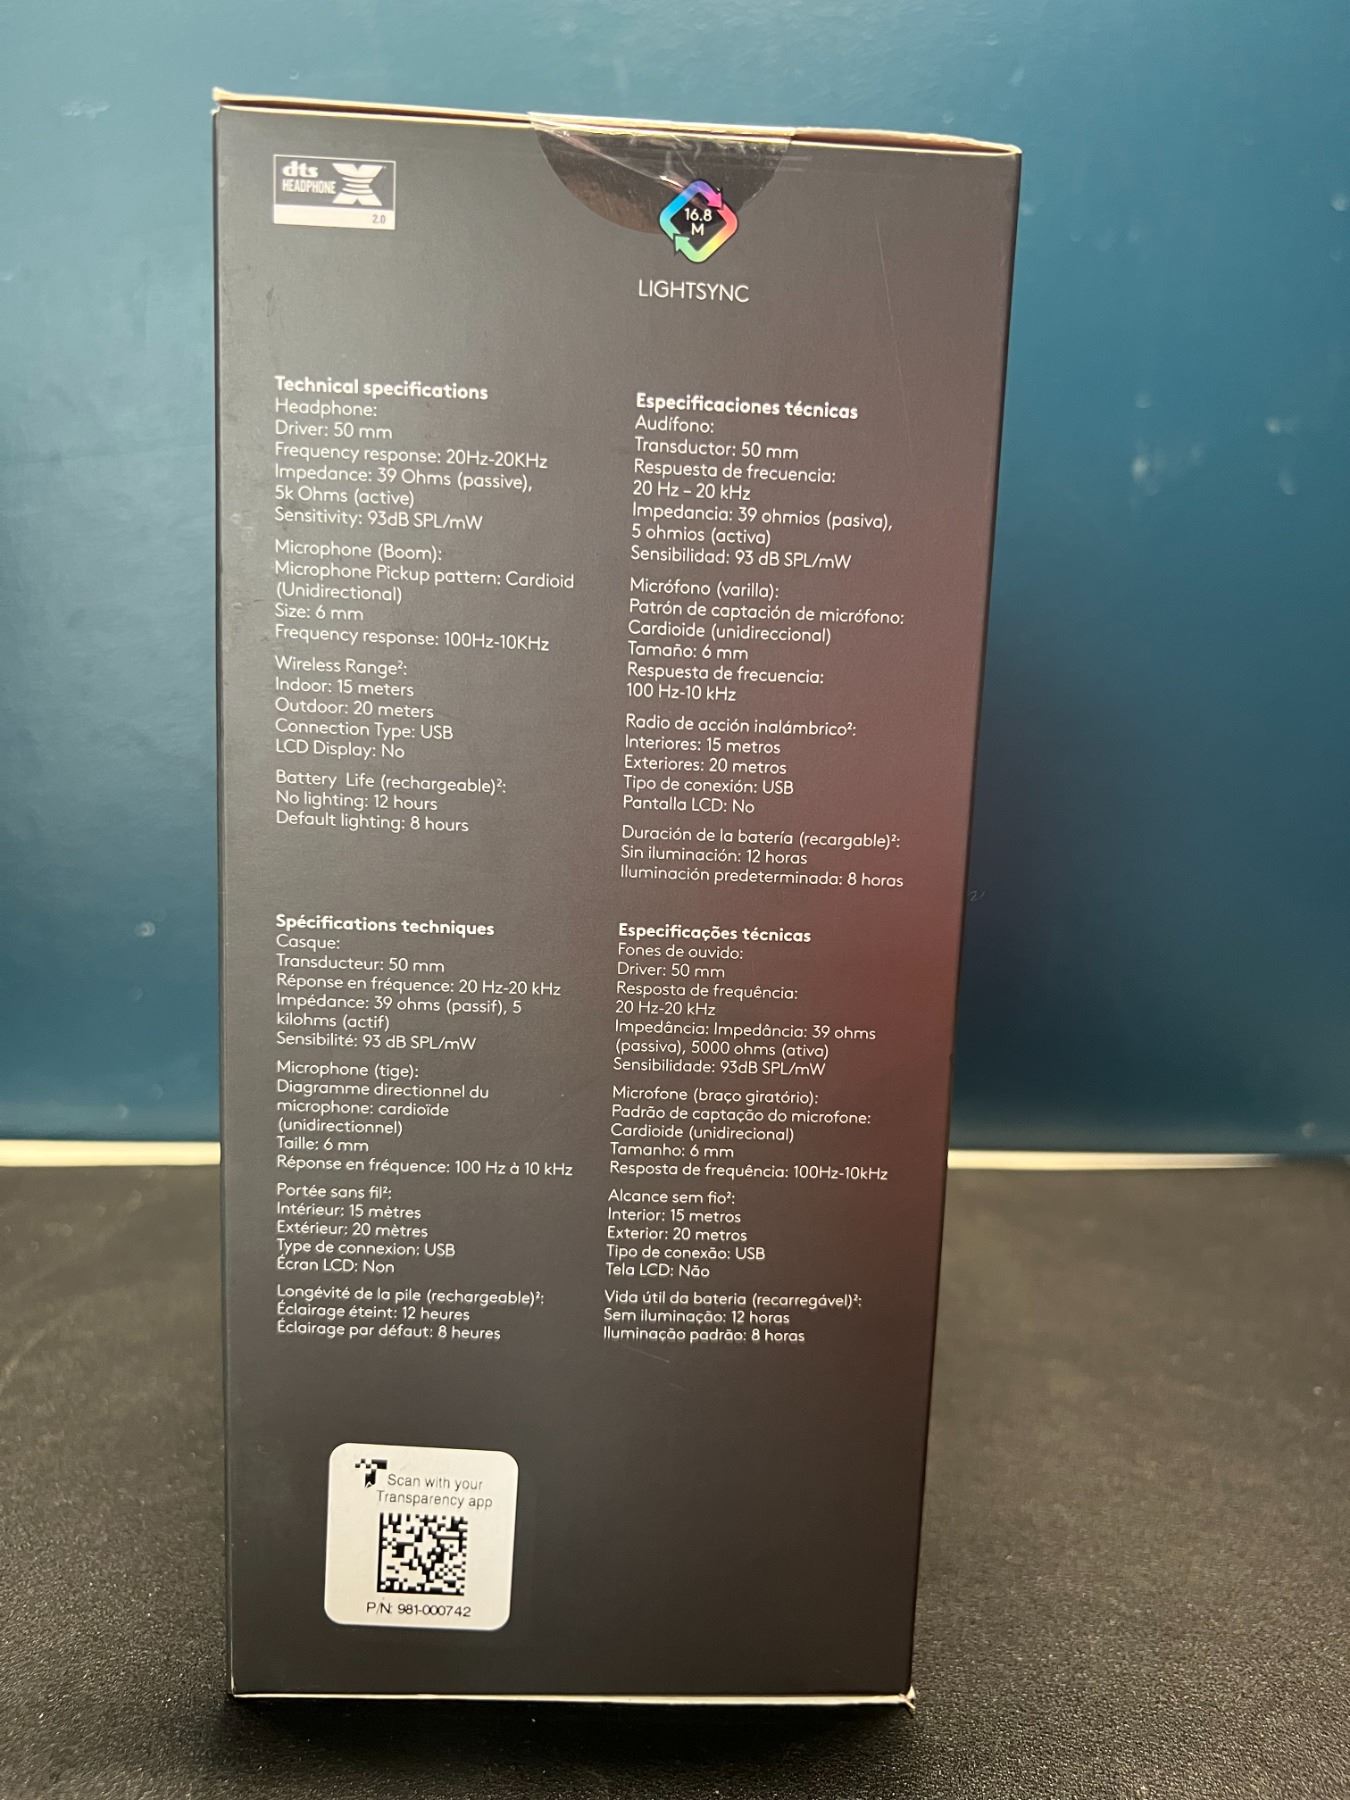 dts
HEADPHONE
2.0
16.8
M
LIGHTSYNC
Technical specifications
Headphone:
Driver: 50 mm
Frequency response: 20Hz-20KHz
Impedance: 39 Ohms (passive),
5k Ohms (active)
Sensitivity: 93dB SPL/mW
Microphone (Boom):
Microphone Pickup pattern: Cardioid
(Unidirectional)
Size: 6 mm
Frequency response: 100Hz-10KHz
Wireless Range²:
Indoor: 15 meters
Outdoor: 20 meters
Connection Type: USB
LCD Display: No
Battery Life (rechargeable)²:
No lighting: 12 hours
Default lighting: 8 hours
Especificaciones técnicas
Audífono:
Transductor: 50 mm
Respuesta de frecuencia:
20 Hz – 20 kHz
Impedancia: 39 ohmios (pasiva),
5 ohmios (activa)
Sensibilidad: 93 dB SPL/mW
Micrófono (varilla):
Patrón de captación de micrófono:
Cardioide (unidireccional)
Tamaño: 6 mm
Respuesta de frecuencia:
100 Hz-10 kHz
Radio de acción inalámbrico²:
Interiores: 15 metros
Exteriores: 20 metros
Tipo de conexión: USB
Pantalla LCD: No
Duración de la batería (recargable)²:
Sin iluminación: 12 horas
Iluminación predeterminada: 8 horas
Spécifications techniques
Casque:
Transducteur: 50 mm
Réponse en fréquence: 20 Hz-20 kHz
Impédance: 39 ohms (passif), 5
kilohms (actif)
Sensibilité: 93 dB SPL/mW
Microphone (tige):
Diagramme directionnel du
microphone: cardioïde
(unidirectionnel)
Taille: 6 mm
Réponse en fréquence: 100 Hz à 10 kHz
Portée sans fil²:
Intérieur: 15 mètres
Extérieur: 20 mètres
Type de connexion: USB
Écran LCD: Non
Longévité de la pile (rechargeable)²:
Éclairage éteint: 12 heures
Éclairage par défaut: 8 heures
Especificações técnicas
Fones de ouvido:
Driver: 50 mm
Resposta de frequência:
20 Hz-20 kHz
Impedância: Impedância: 39 ohms
(passiva), 5000 ohms (ativa)
Sensibilidade: 93dB SPL/mW
Microfone (braço giratório):
Padrão de captação do microfone:
Cardioide (unidirecional)
Tamanho: 6 mm
Resposta de frequência: 100Hz-10kHz
Alcance sem fio²:
Interior: 15 metros
Exterior: 20 metros
Tipo de conexão: USB
Tela LCD: Não
Vida útil da bateria (recarregável)²:
Sem iluminação: 12 horas
Iluminação padrão: 8 horas
Scan with your
Transparency app
P/N: 981-000742